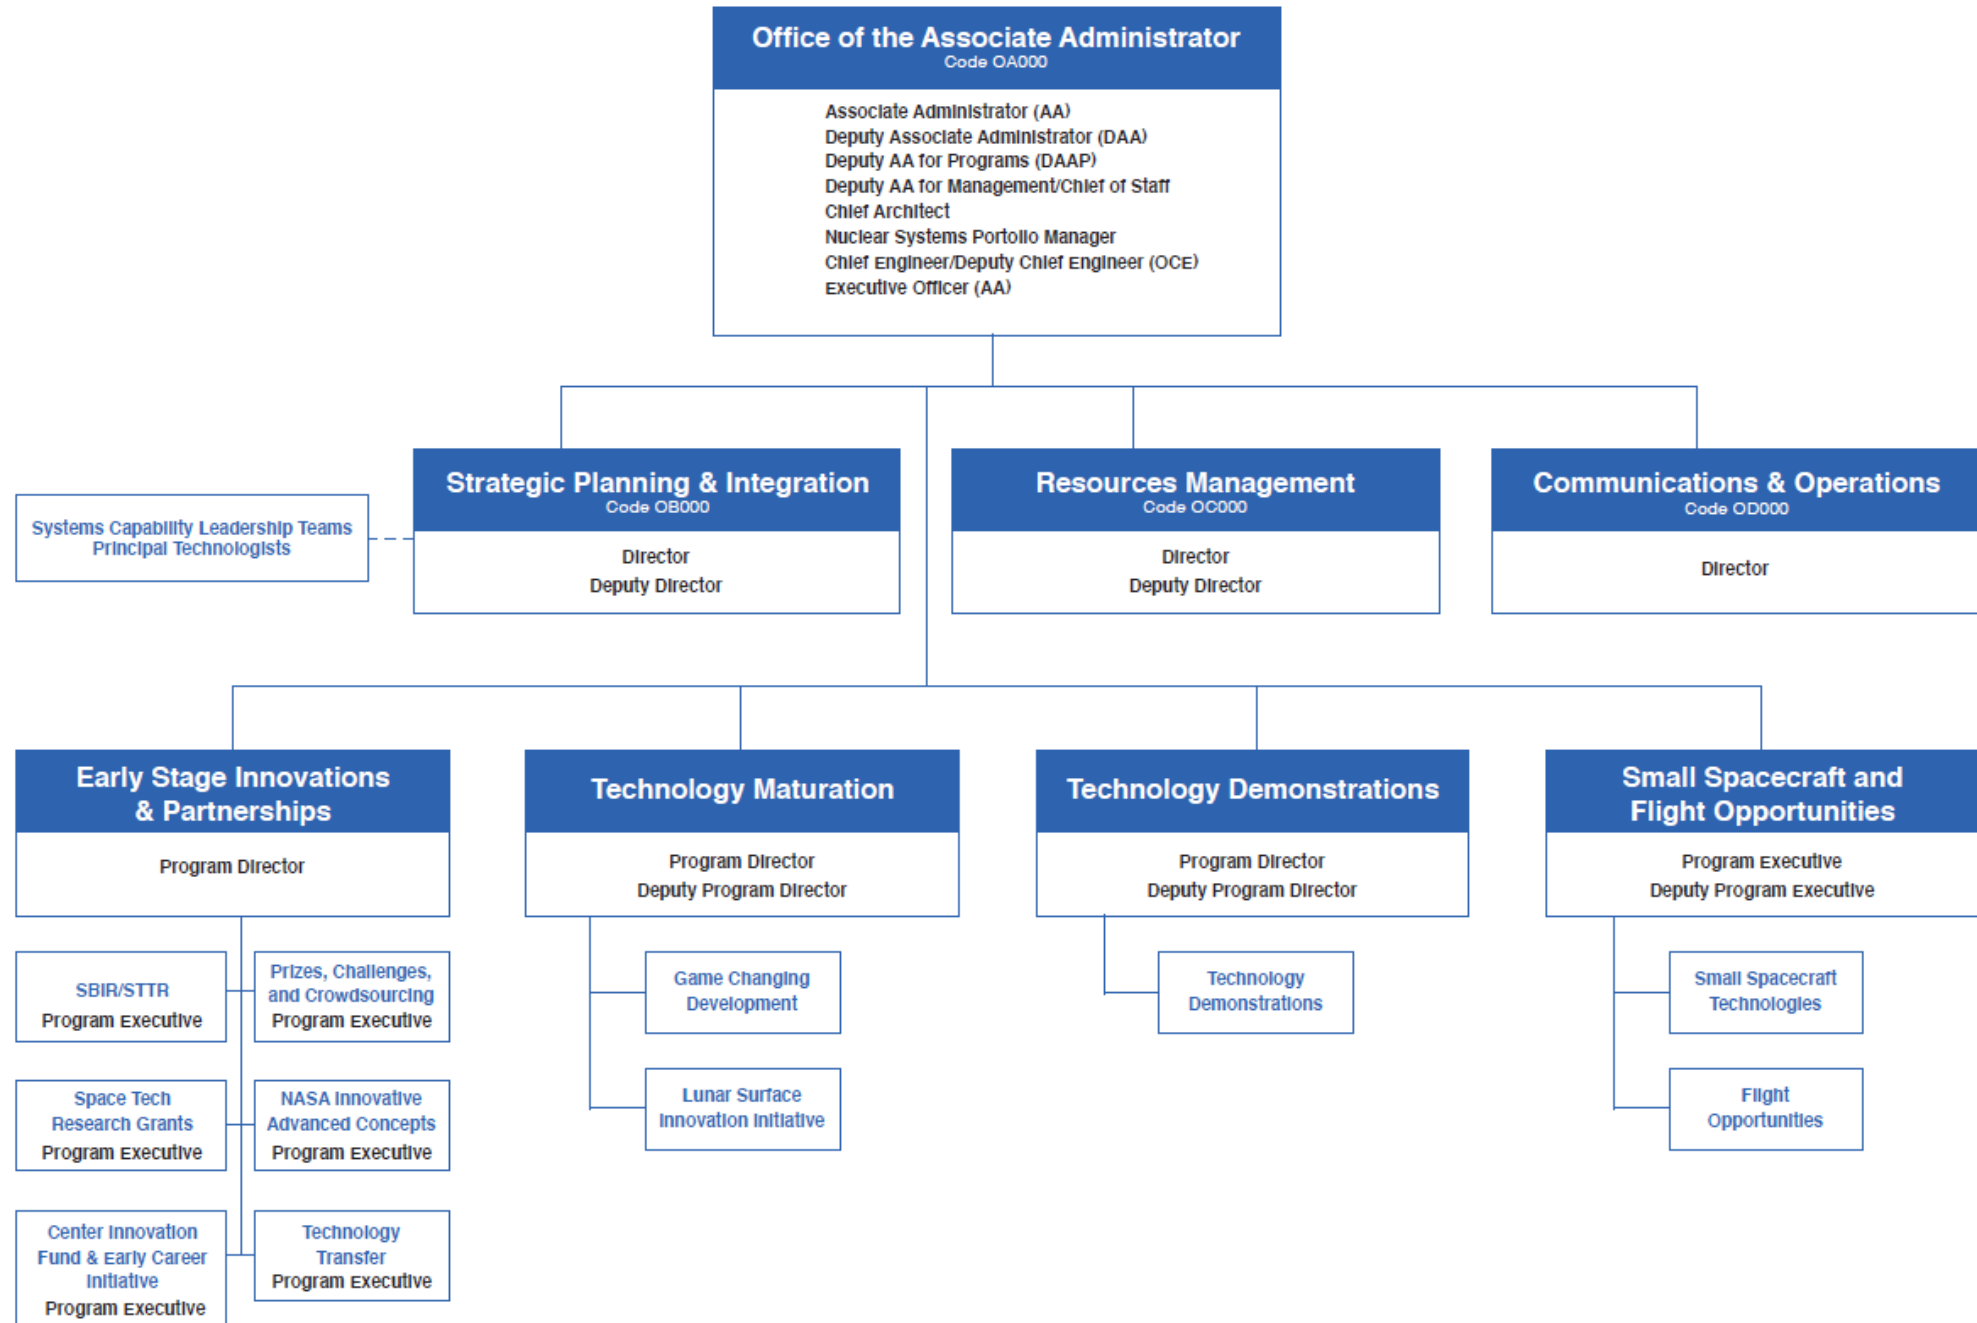 Office of the Associate Administrator
Code OA000
Associate Administrator (AA)
Deputy Associate Administrator (DAA)
Deputy AA for Programs (DAAP)
Deputy AA for Management/Chief of Staff
Chief Architect
Nuclear Systems Portolio Manager
Chief Engineer/Deputy Chief Engineer (OCE)
Executive Officer (AA)
Systems Capability Leadership Teams
Principal Technologists
Strategic Planning & Integration
Code OB000
Director
Deputy Director
Resources Management
Code OC000
Director
Deputy Director
Communications & Operations
Code OD000
Director
Early Stage Innovations
& Partnerships
Program Director
SBIR/STTR
Program Executive
Prizes, Challenges,
and Crowdsourcing
Program Executive
Space Tech
Research Grants
Program Executive
NASA Innovative
Advanced Concepts
Program Executive
Center Innovation
Fund & Early Career
Initiative
Program Executive
Technology
Transfer
Program Executive
Technology Maturation
Program Director
Deputy Program Director
Game Changing
Development
Lunar Surface
Innovation Initiative
Technology Demonstrations
Program Director
Deputy Program Director
Technology
Demonstrations
Small Spacecraft and
Flight Opportunities
Program Executive
Deputy Program Executive
Small Spacecraft
Technologies
Flight
Opportunities